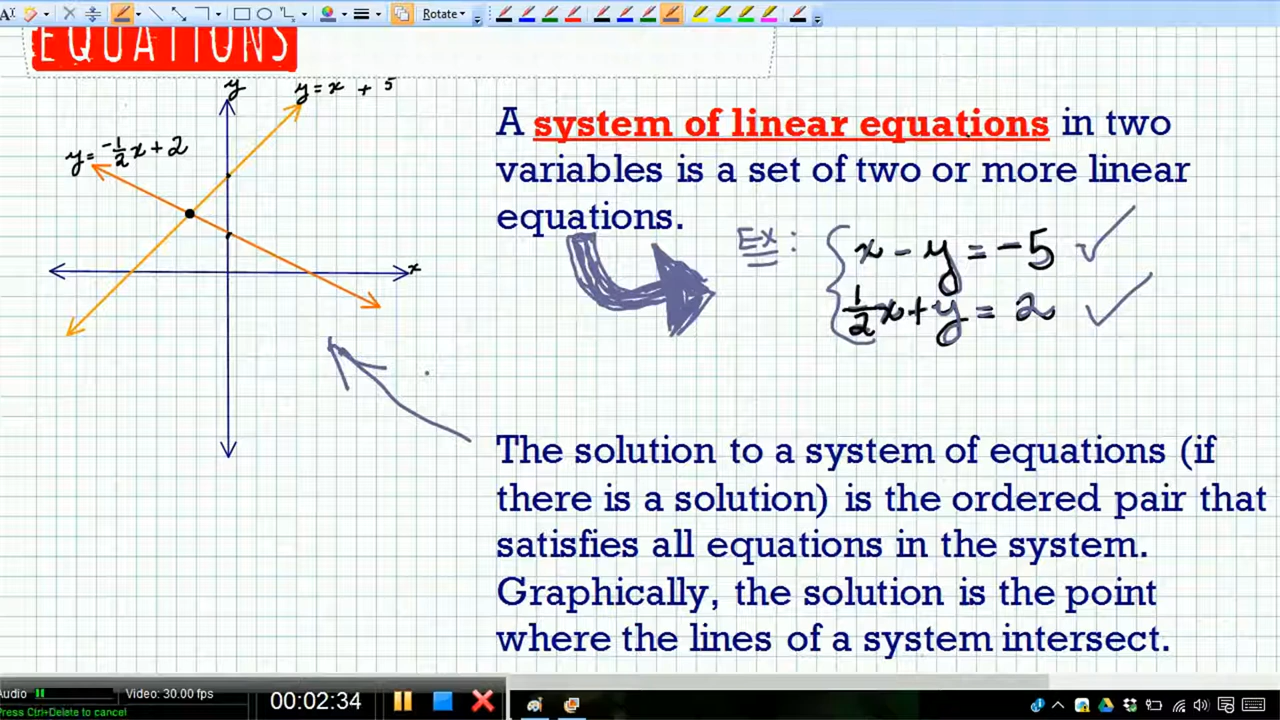 Rotate
EQUATIONS
y
y = x + 5
y = -1/2 x + 2
x
A system of linear equations in two
variables is a set of two or more linear
equations.
Ex:
x - y = -5
1/2 x + y = 2
The solution to a system of equations (if
there is a solution) is the ordered pair that
satisfies all equations in the system.
Graphically, the solution is the point
where the lines of a system intersect.
Audio
Video: 30.00 fps
00:02:34
Press Ctrl+Delete to cancel